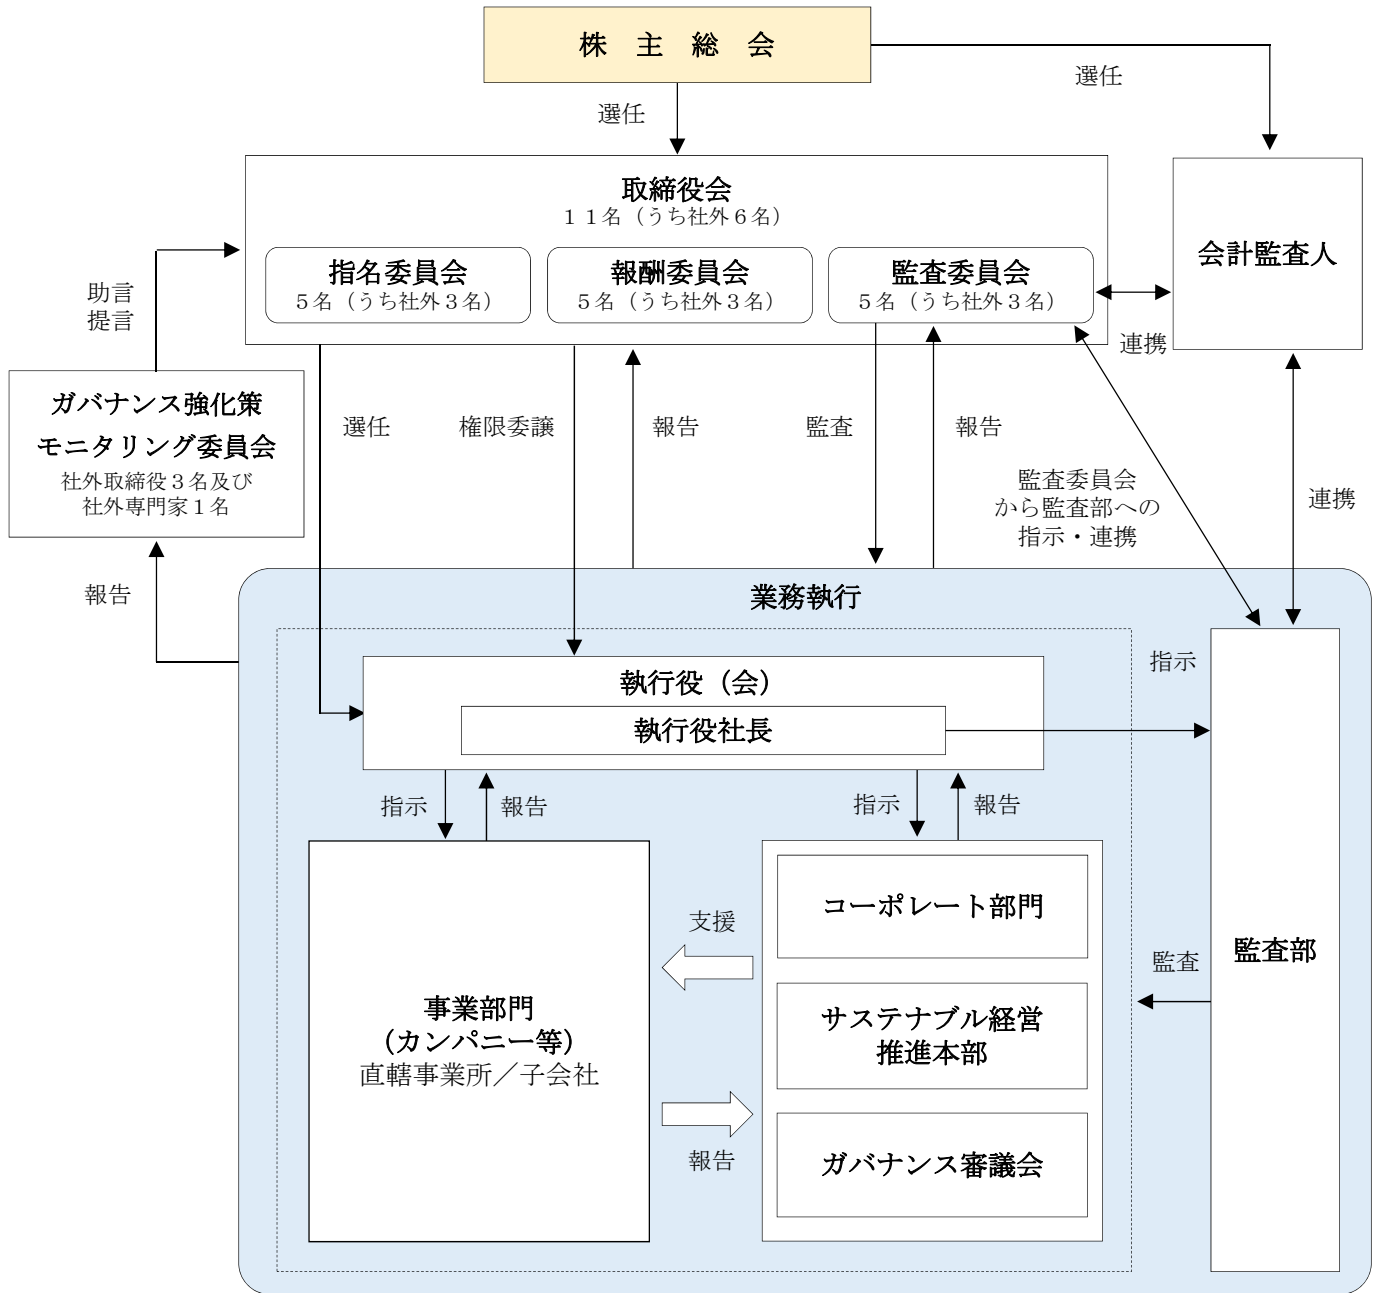 株　主　総　会
選任
選任
取締役会
１１名（うち社外６名）
指名委員会
５名（うち社外３名）
報酬委員会
５名（うち社外３名）
監査委員会
５名（うち社外３名）
会計監査人
連携
助言
提言
ガバナンス強化策
モニタリング委員会
社外取締役３名及び
社外専門家１名
選任
権限委譲
報告
監査
報告
監査委員会
から監査部への
指示・連携
連携
報告
業務執行
執行役（会）
執行役社長
指示
指示
報告
指示
報告
事業部門
（カンパニー等）
直轄事業所／子会社
支援
報告
コーポレート部門
サステナブル経営
推進本部
ガバナンス審議会
監査
監査部